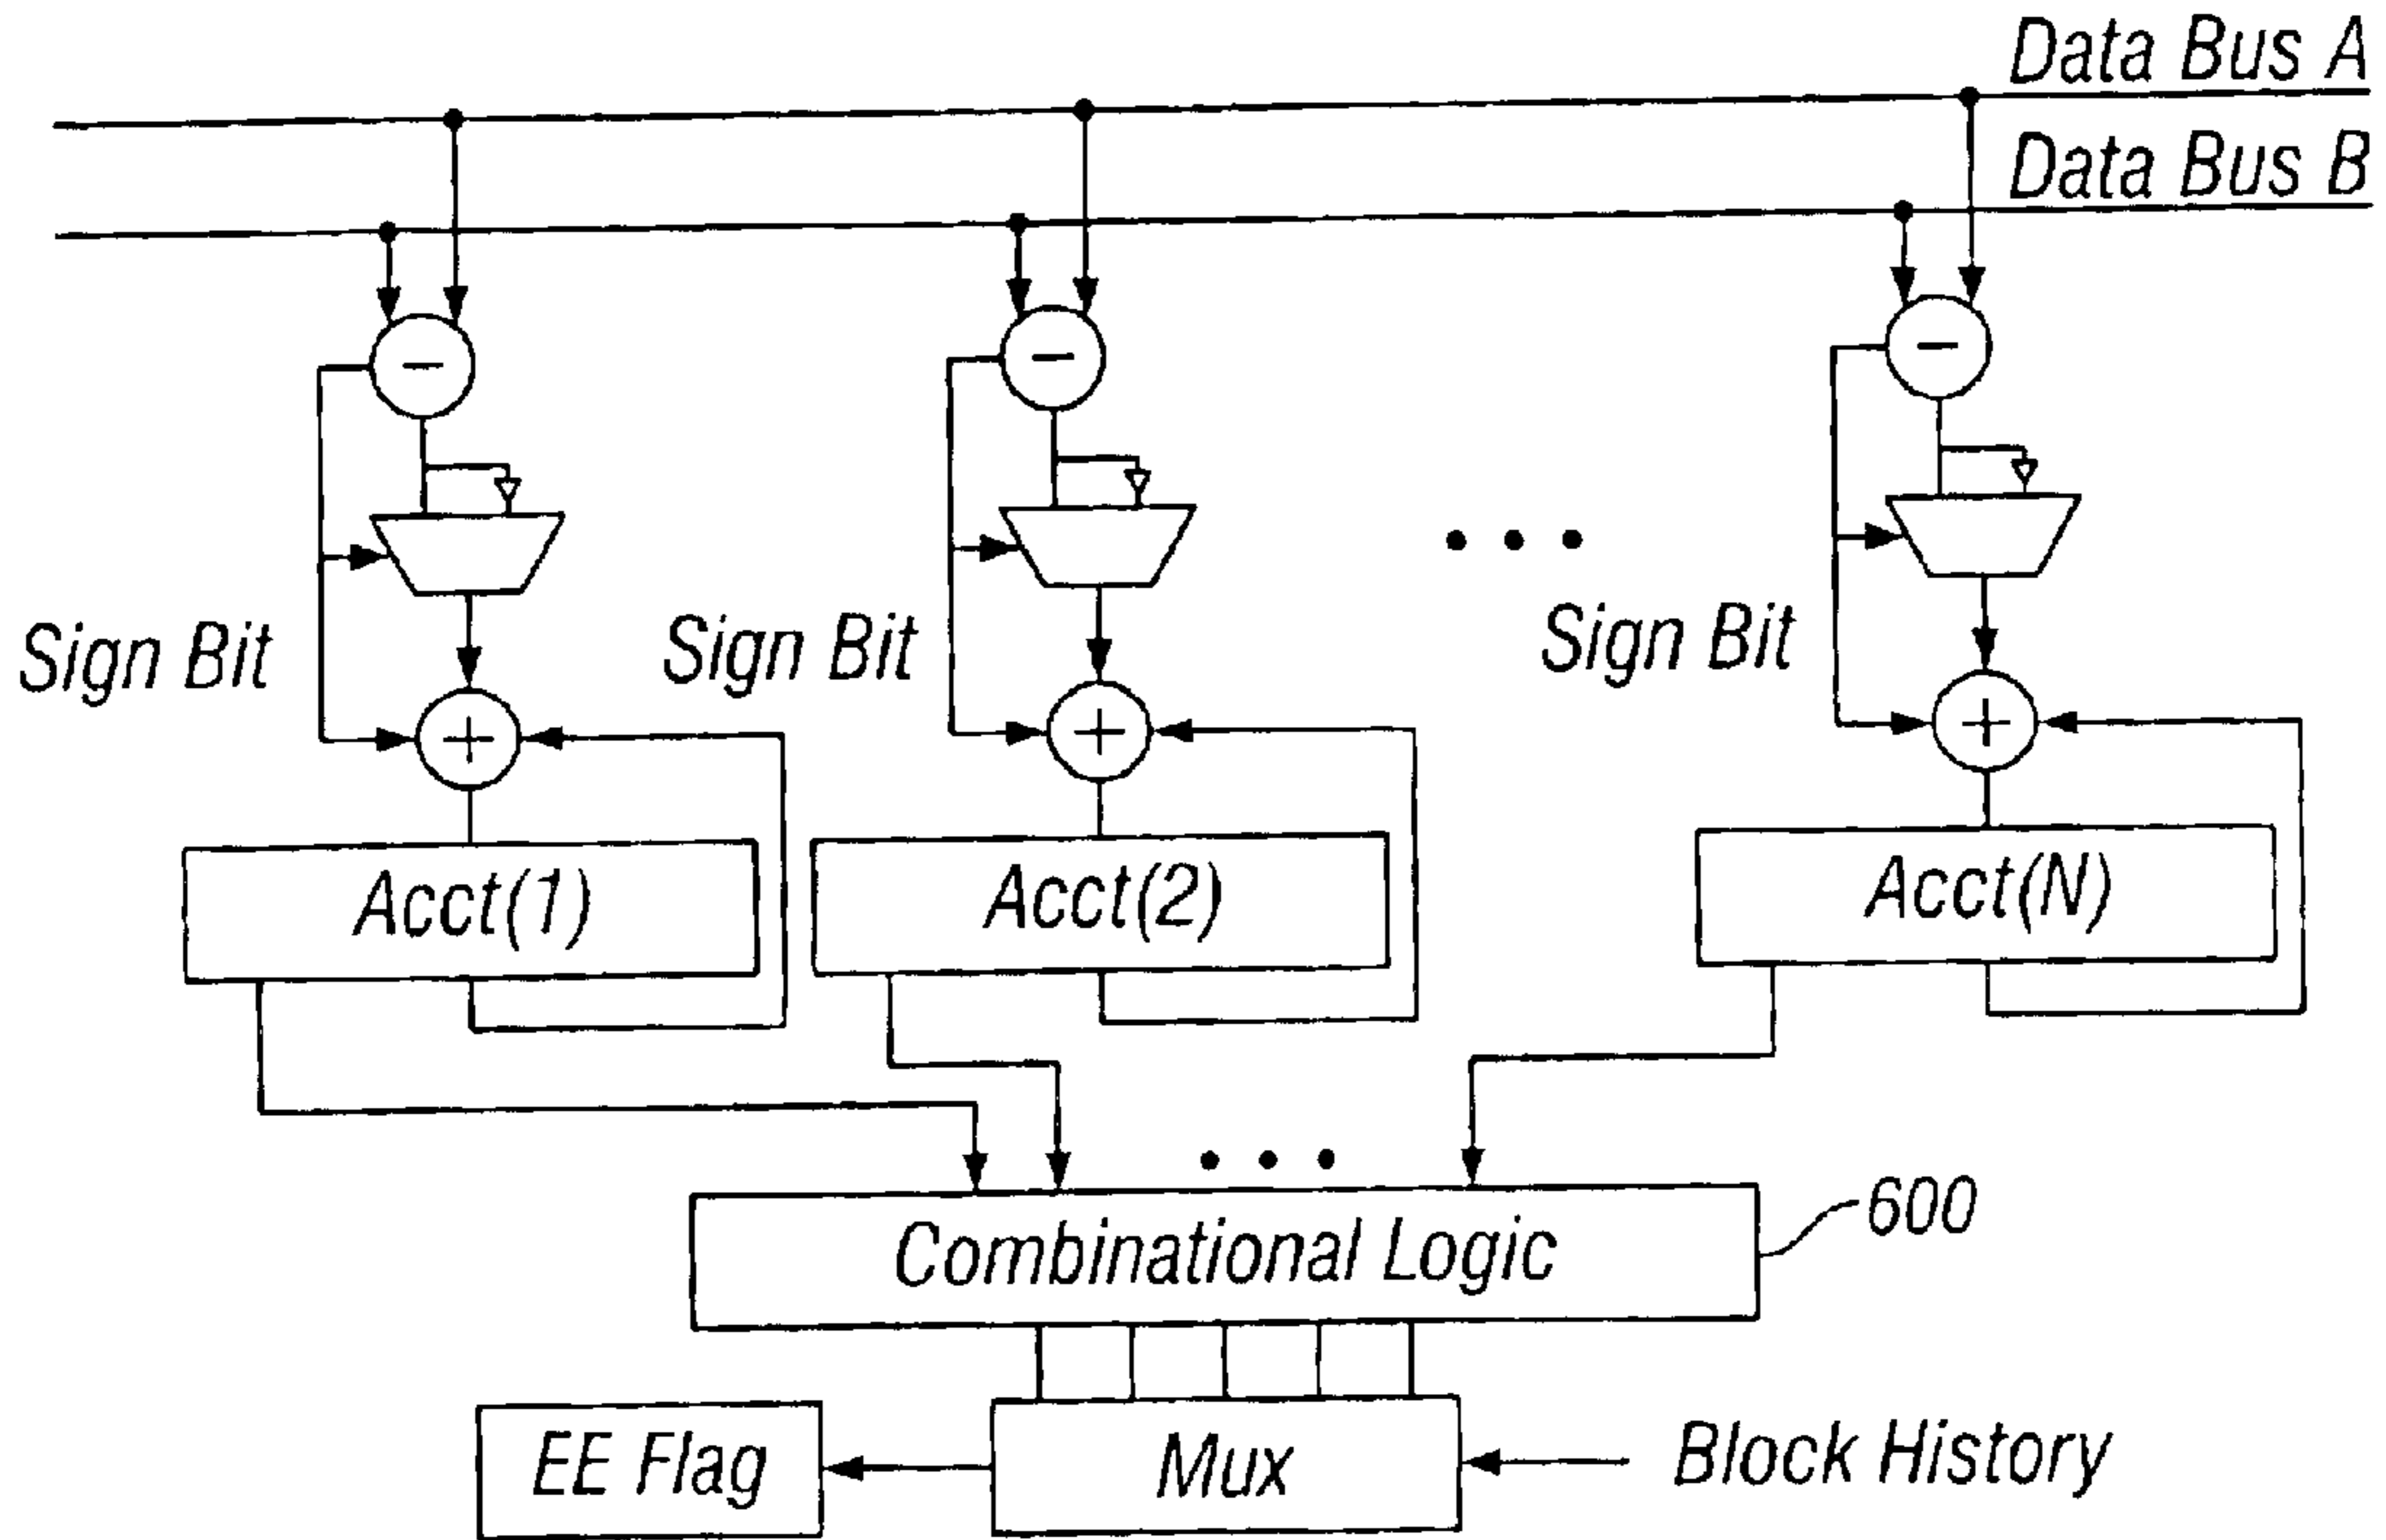 Data Bus A
Data Bus B
− − −
Sign Bit Sign Bit Sign Bit
+ + +
Acct(1) Acct(2) Acct(N)
Combinational Logic 600
EE Flag Mux Block History